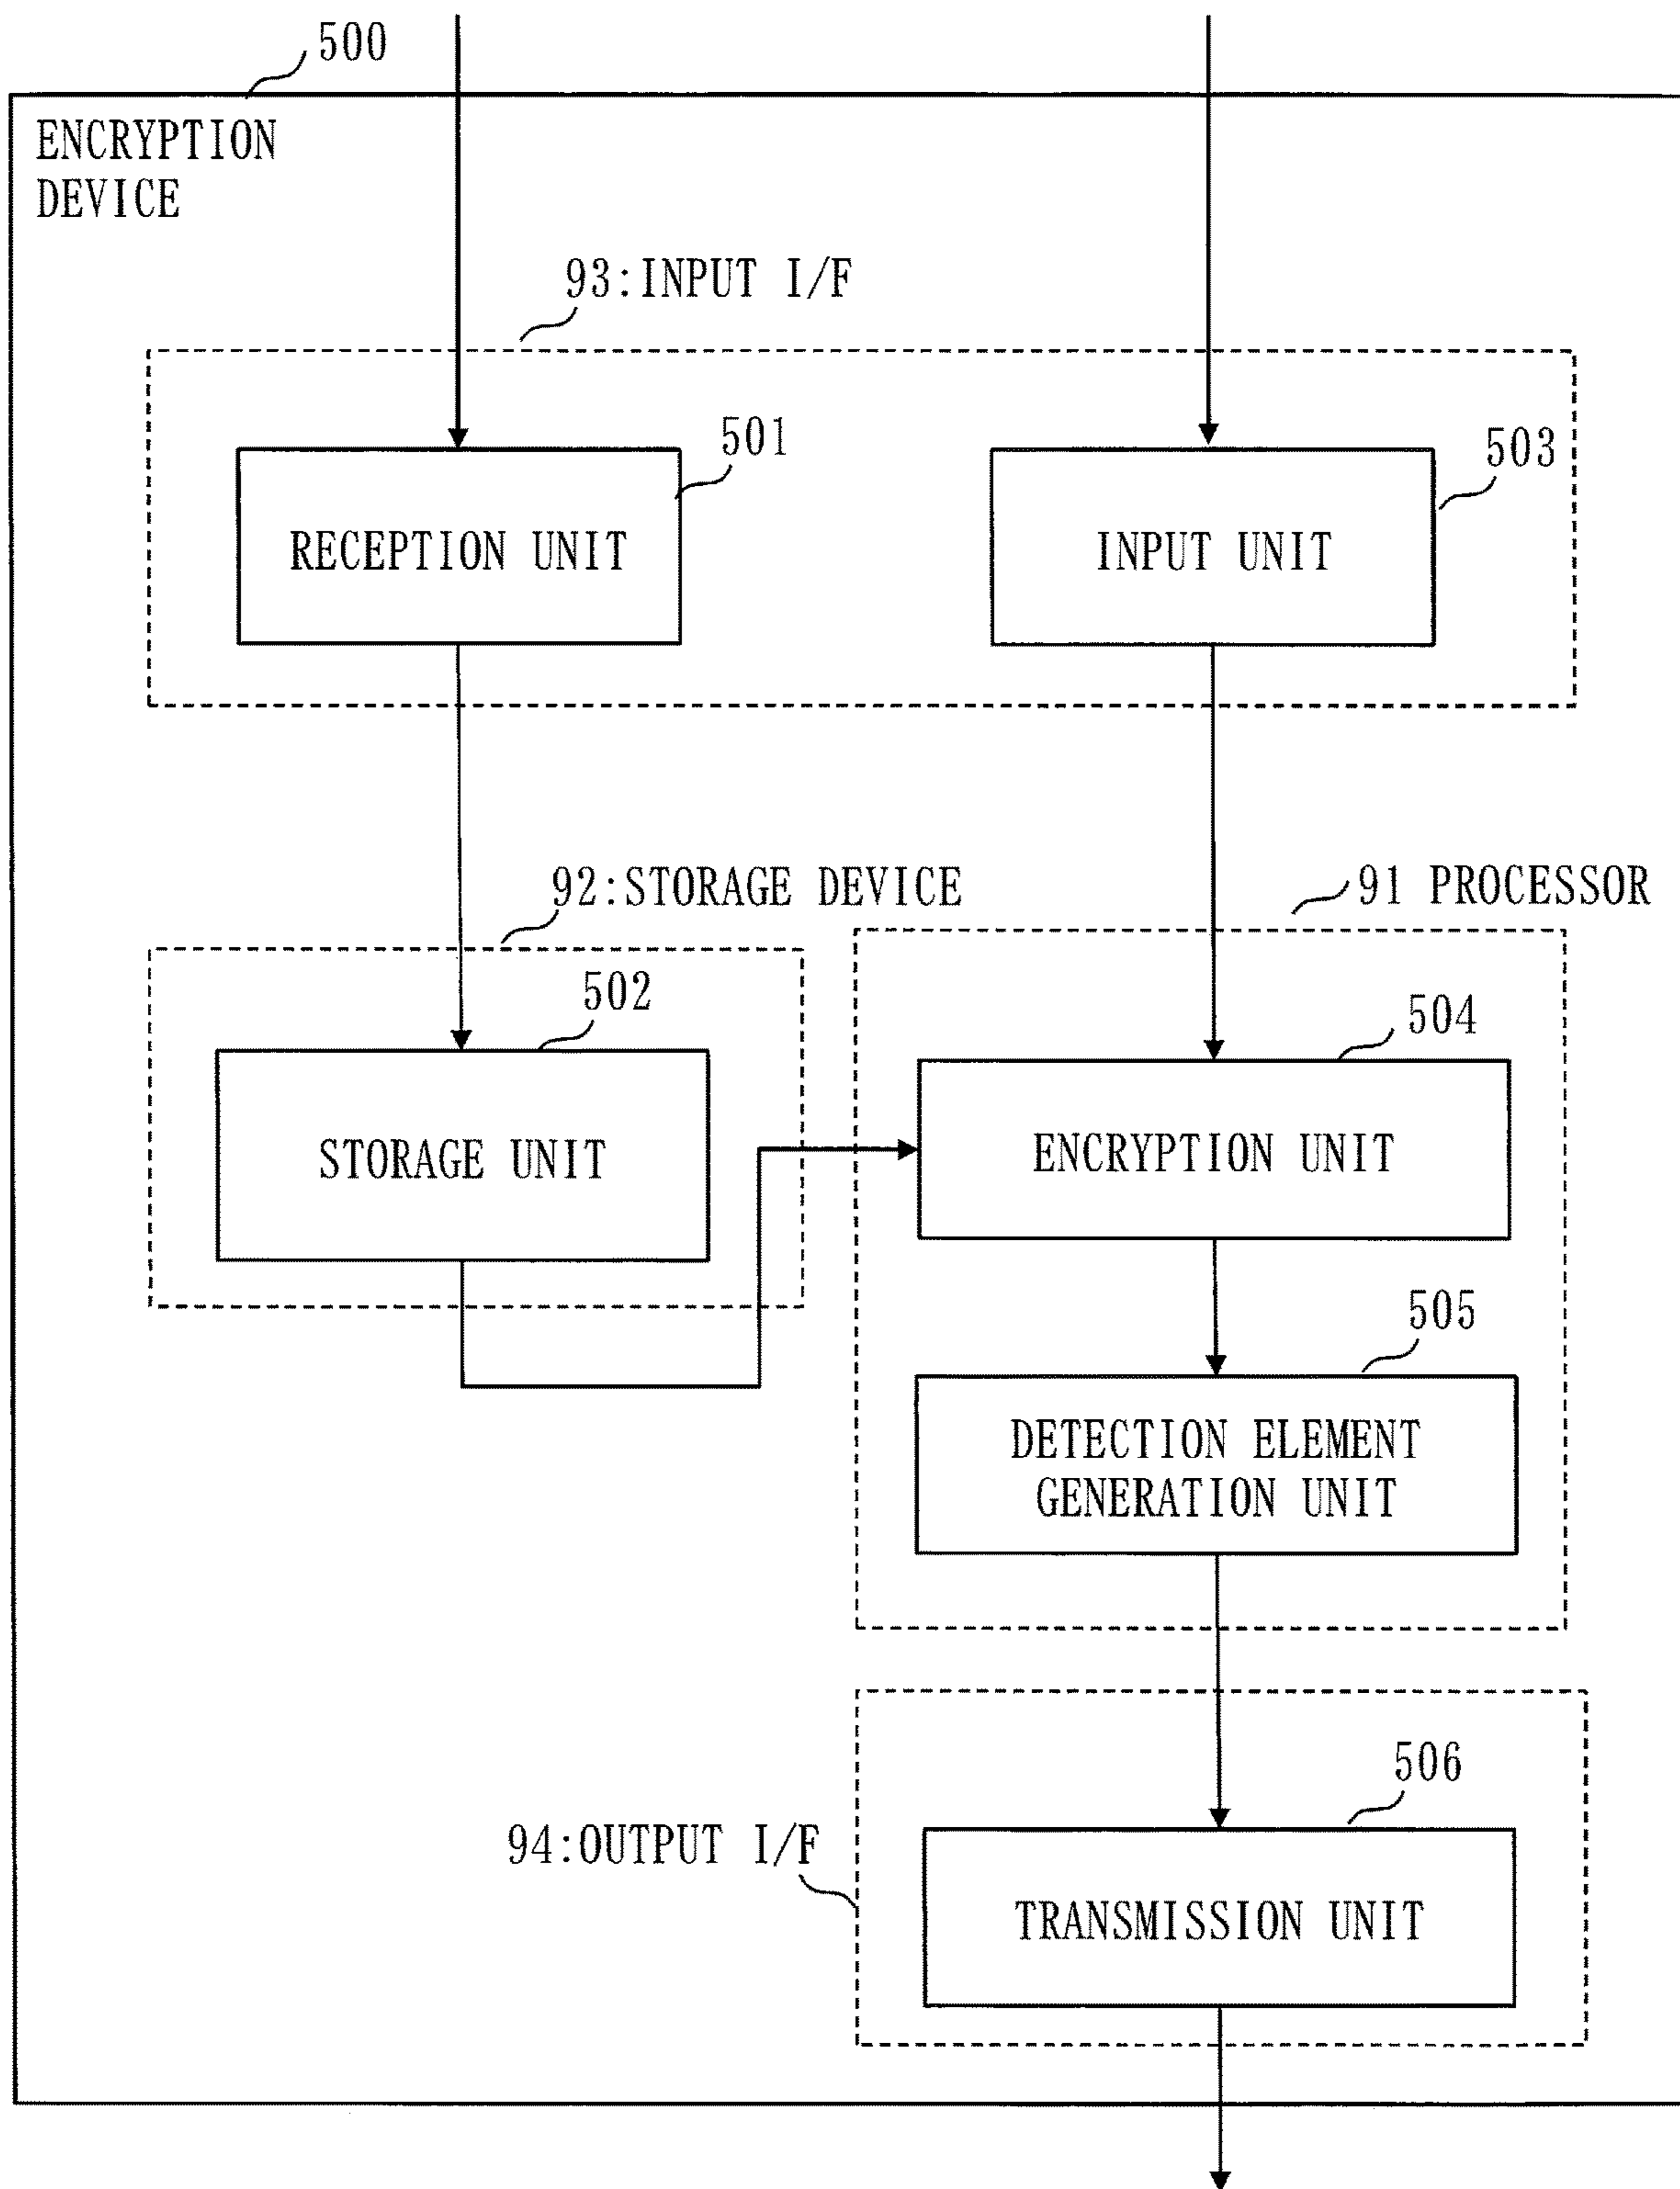 500
ENCRYPTION
DEVICE
93:INPUT I/F
501
503
RECEPTION UNIT
INPUT UNIT
92:STORAGE DEVICE
91 PROCESSOR
502
504
STORAGE UNIT
ENCRYPTION UNIT
505
DETECTION ELEMENT
GENERATION UNIT
506
94:OUTPUT I/F
TRANSMISSION UNIT